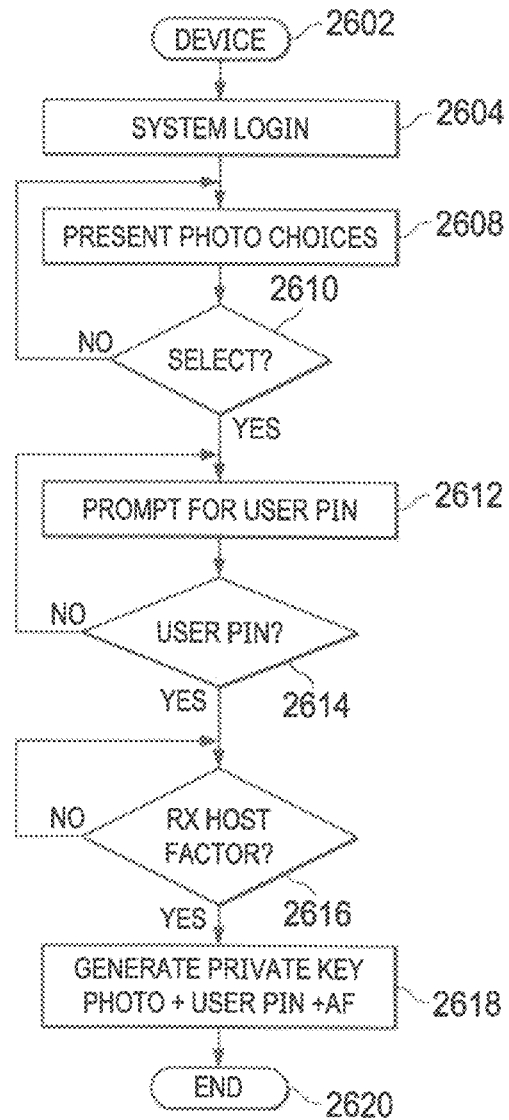 DEVICE
2602
SYSTEM LOGIN
2604
PRESENT PHOTO CHOICES
2608
2610
SELECT?
NO
YES
PROMPT FOR USER PIN
2612
NO
USER PIN?
2614
YES
NO
RX HOST
FACTOR?
2616
YES
GENERATE PRIVATE KEY
PHOTO + USER PIN +AF
2618
END
2620